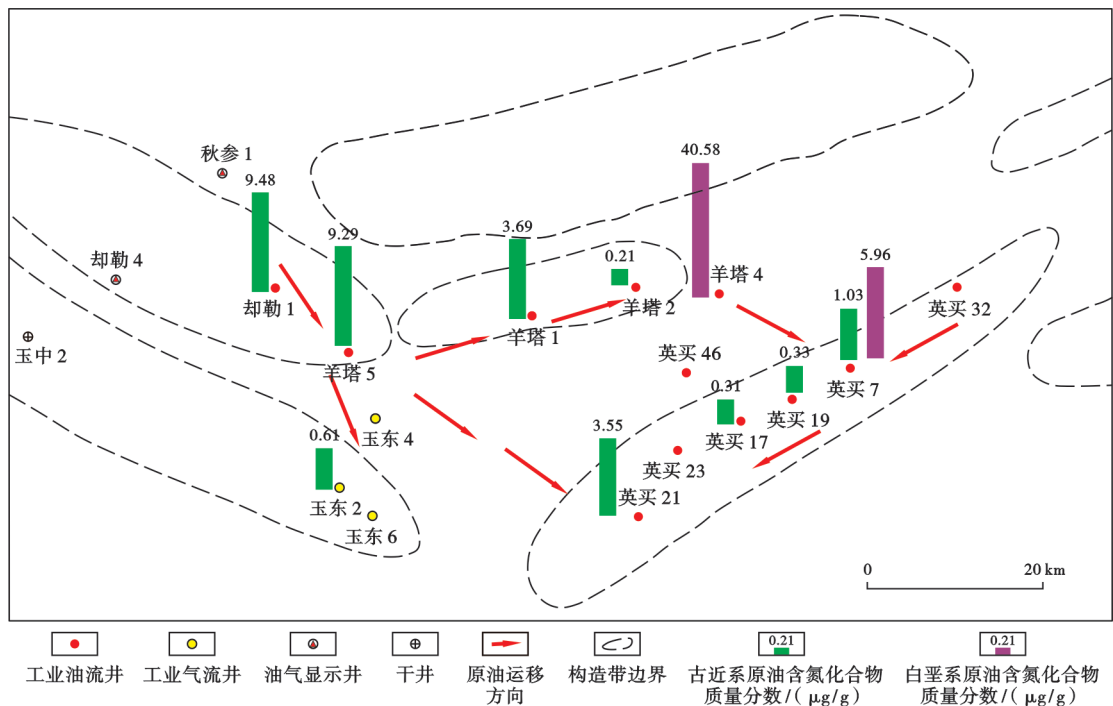 秋参 1
9.48
却勒 4
却勒 1
玉中 2
9.29
羊塔 5
3.69
羊塔 1
0.21
羊塔 2
40.58
羊塔 4
5.96
1.03
英买 32
英买 7
英买 46
0.33
英买 19
0.31
英买 17
英买 23
3.55
英买 21
玉东 4
0.61
玉东 2
玉东 6
0
20 km
工业油流井
工业气流井
油气显示井
干井
原油运移
方向
构造带边界
0.21
古近系原油含氮化合物
质量分数/( μg/g)
0.21
白垩系原油含氮化合物
质量分数/( μg/g)